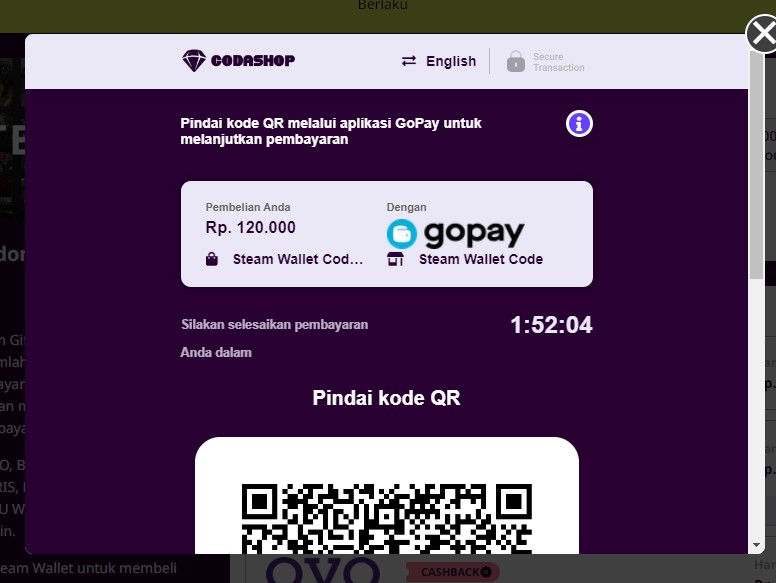 Berlaku
CODASHOP
English
Secure
Transaction
Pindai kode QR melalui aplikasi GoPay untuk
melanjutkan pembayaran
Pembelian Anda
Rp. 120.000
Steam Wallet Cod...
Dengan
gopay
Steam Wallet Code
Silakan selesaikan pembayaran
Anda dalam
1:52:04
Pindai kode QR
eam Wallet untuk membeli
OVO
CASHBACK